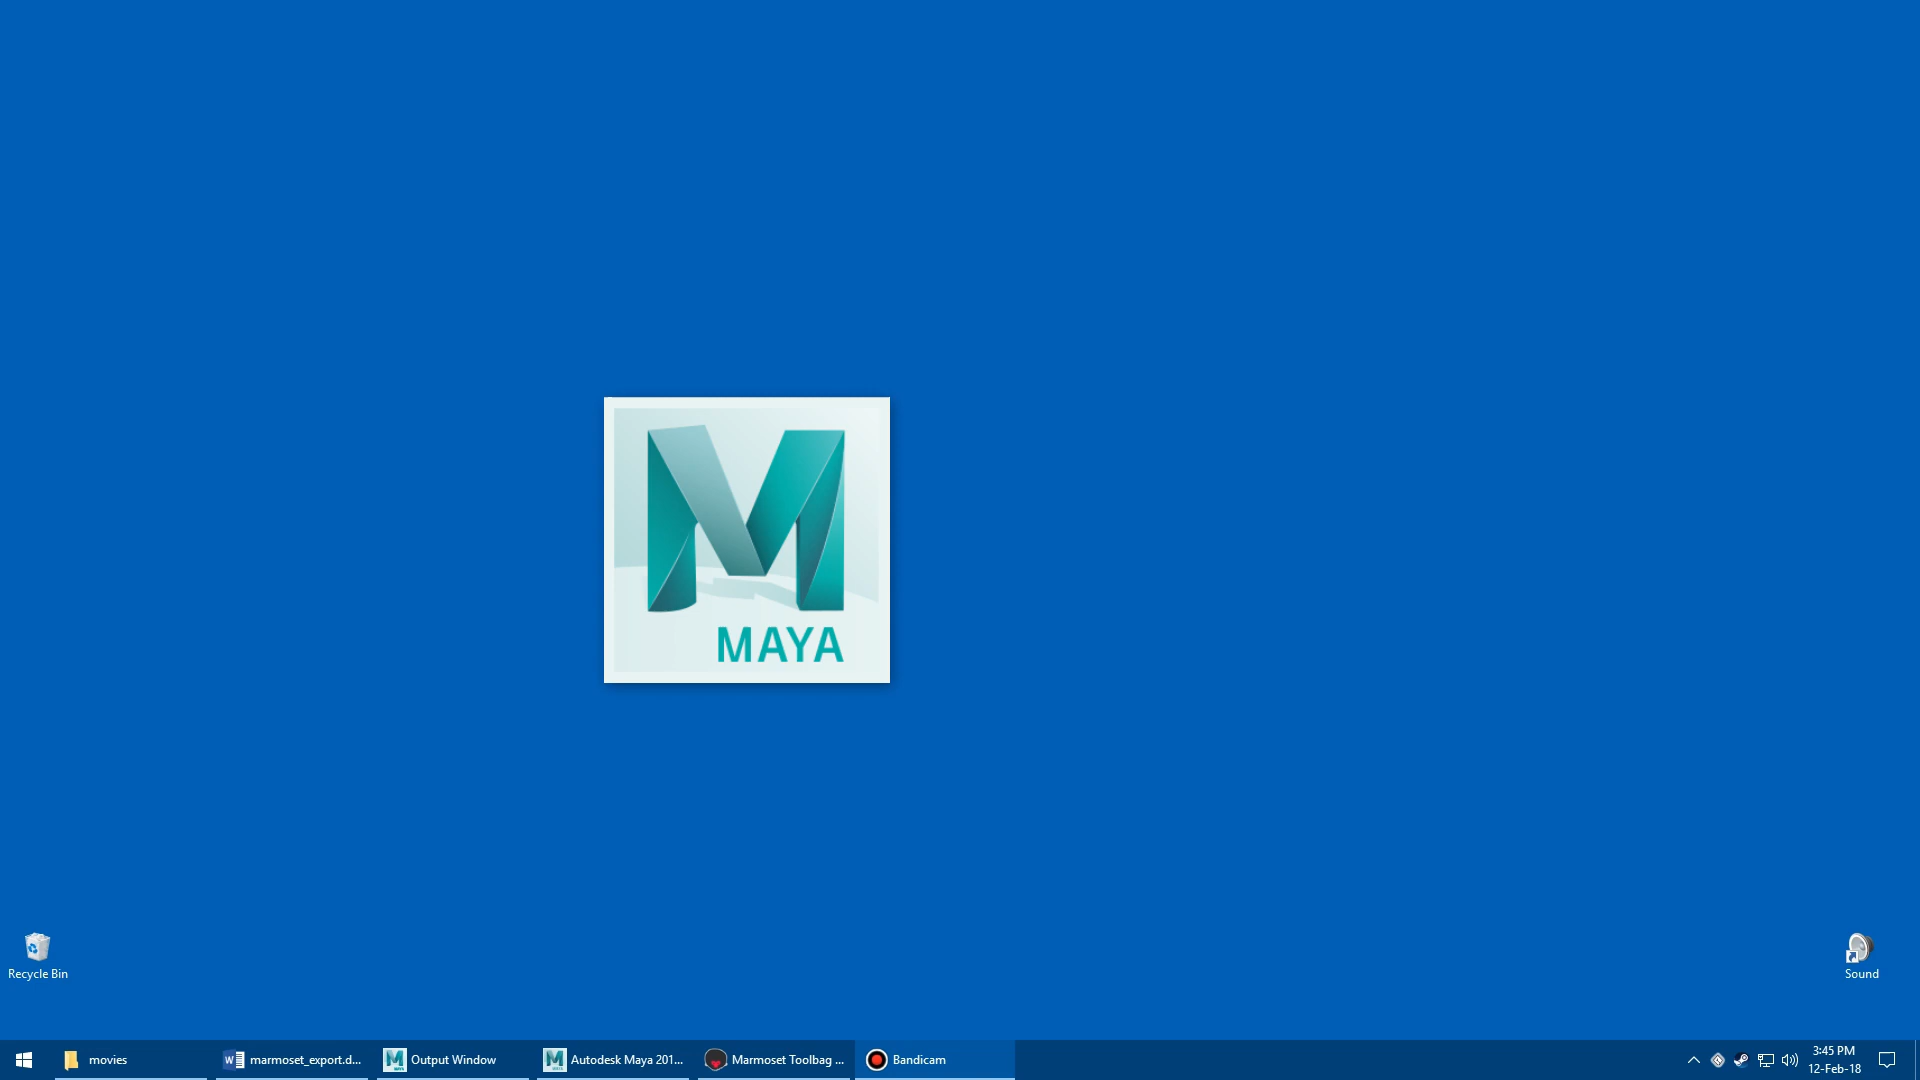 MAYA
Recycle Bin
Sound
movies
marmoset_export.d...
Output Window
Autodesk Maya 201...
Marmoset Toolbag ...
Bandicam
3:45 PM
12-Feb-18